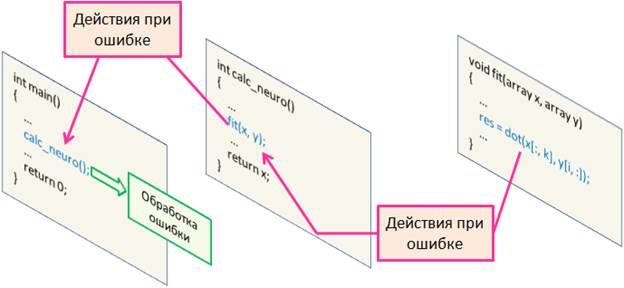 Действия при
ошибке
int main()
{
...
calc_neuro();
...
return 0;
}
Обработка
ошибки
int calc_neuro()
{
...
fit(x, y);
...
return x;
}
Действия при
ошибке
void fit(array x, array y)
{
...
res = dot(x[:, k], y[i, :]);
...
}